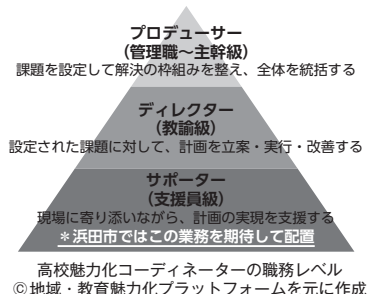 プロデューサー
(管理職〜主幹級)
課題を設定して解決の枠組みを整え、全体を統括する
ディレクター
(教諭級)
設定された課題に対して、計画を立案・実行・改善する
サポーター
(支援員級)
現場に寄り添いながら、計画の実現を支援する
＊浜田市ではこの業務を期待して配置
高校魅力化コーディネーターの職務レベル
©地域・教育魅力化プラットフォームを元に作成